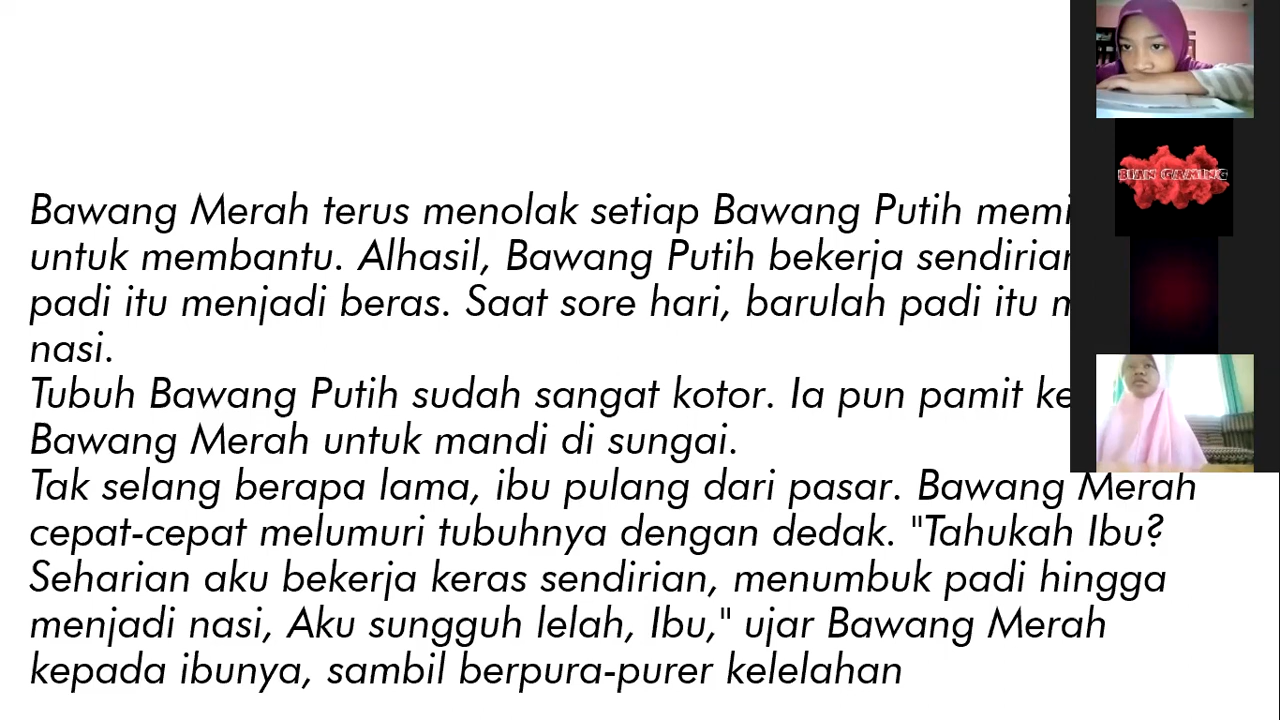 Bawang Merah terus menolak setiap Bawang Putih
untuk membantu. Alhasil, Bawang Putih bekerja
padi itu menjadi beras. Saat sore hari, barulah padi itu
nasi.
Tubuh Bawang Putih sudah sangat kotor. Ia pun pamit
Bawang Merah untuk mandi di sungai.
Tak selang berapa lama, ibu pulang dari pasar. Bawang Merah
cepat-cepat melumuri tubuhnya dengan dedak. "Tahukah Ibu?
Seharian aku bekerja keras sendirian, menumbuk padi hingga
menjadi nasi, Aku sungguh lelah, Ibu," ujar Bawang Merah
kepada ibunya, sambil berpura-purer kelelahan
GAMING